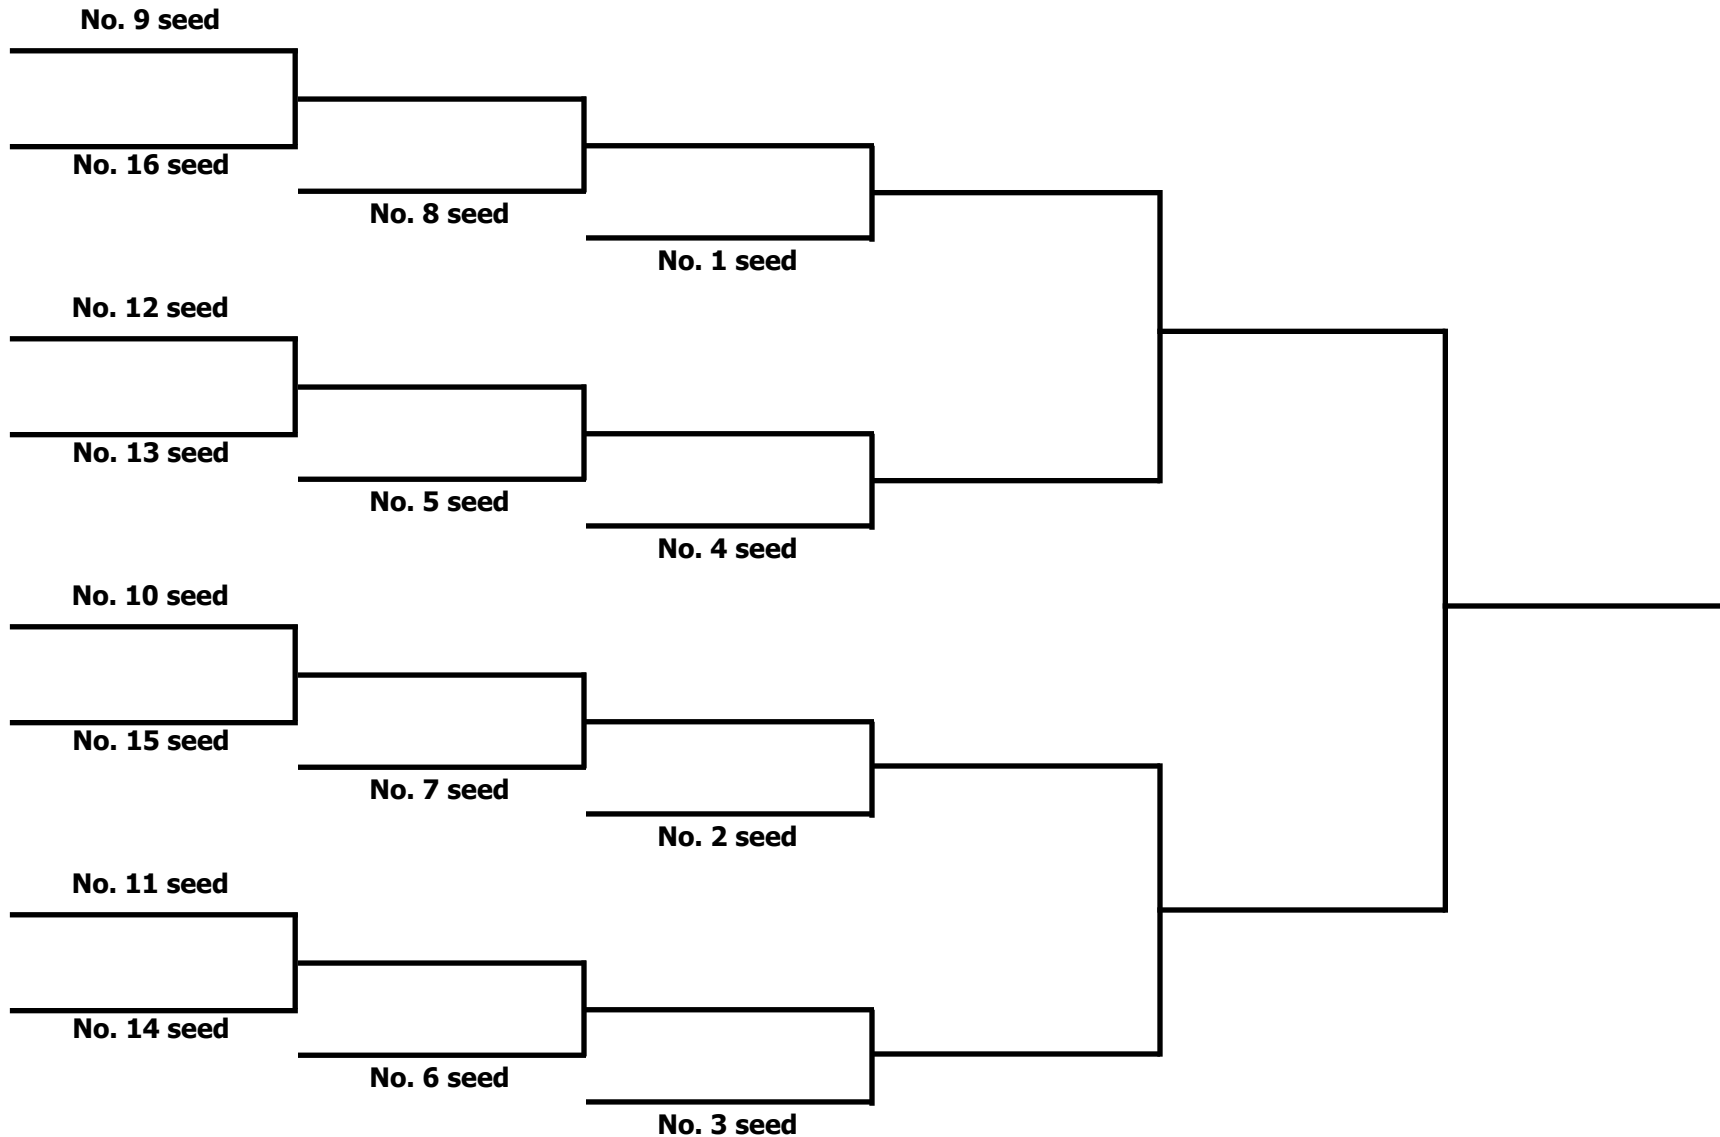 No. 9 seed
No. 16 seed
No. 8 seed
No. 1 seed
No. 12 seed
No. 13 seed
No. 5 seed
No. 4 seed
No. 10 seed
No. 15 seed
No. 7 seed
No. 2 seed
No. 11 seed
No. 14 seed
No. 6 seed
No. 3 seed